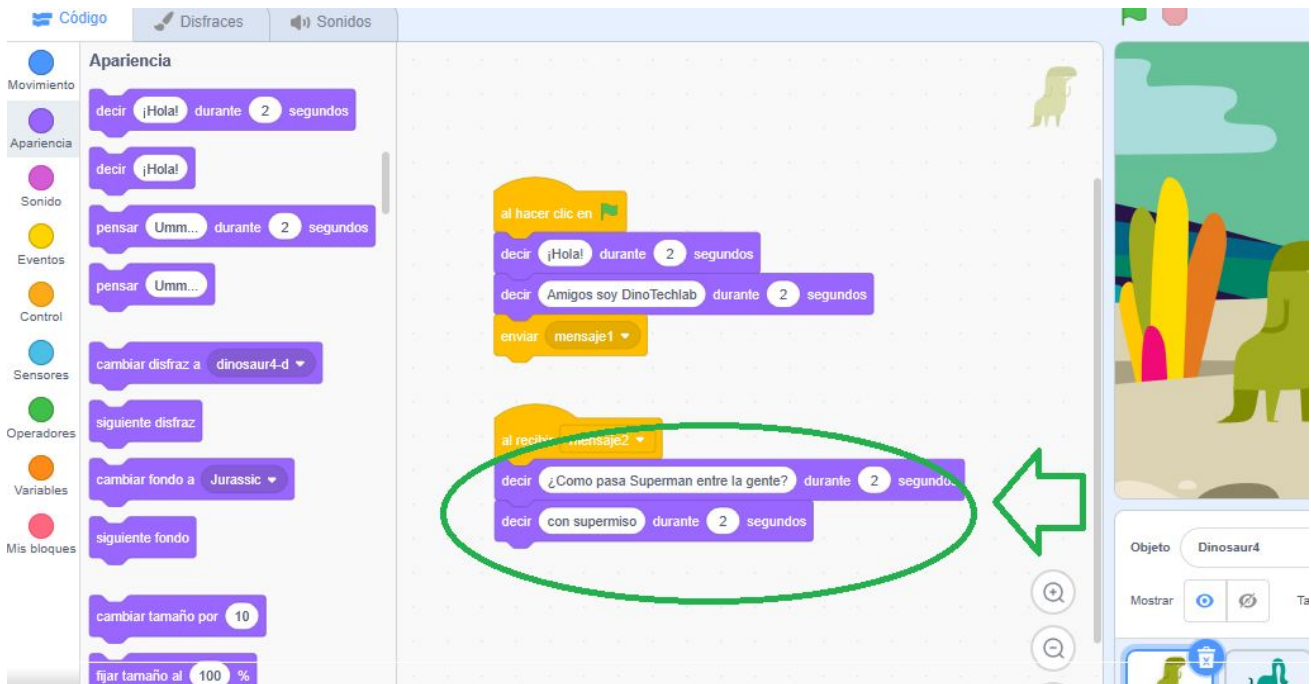 Código
Disfraces
Sonidos
Movimiento
Apariencia
Sonido
Eventos
Control
Sensores
Operadores
Variables
Mis bloques
Apariencia
decir ¡Hola! durante 2 segundos
decir ¡Hola!
pensar Umm... durante 2 segundos
pensar Umm...
cambiar disfraz a dinosaur4-d
siguiente disfraz
cambiar fondo a Jurassic
siguiente fondo
cambiar tamaño por 10
fijar tamaño al 100 %
al hacer clic en
decir ¡Hola! durante 2 segundos
decir Amigos soy DinoTechlab durante 2 segundos
enviar mensaje1
al recibir mensaje2
decir ¿Como pasa Superman entre la gente? durante 2 segundos
decir con supermiso durante 2 segundos
Objeto Dinosaur4
Mostrar Ta